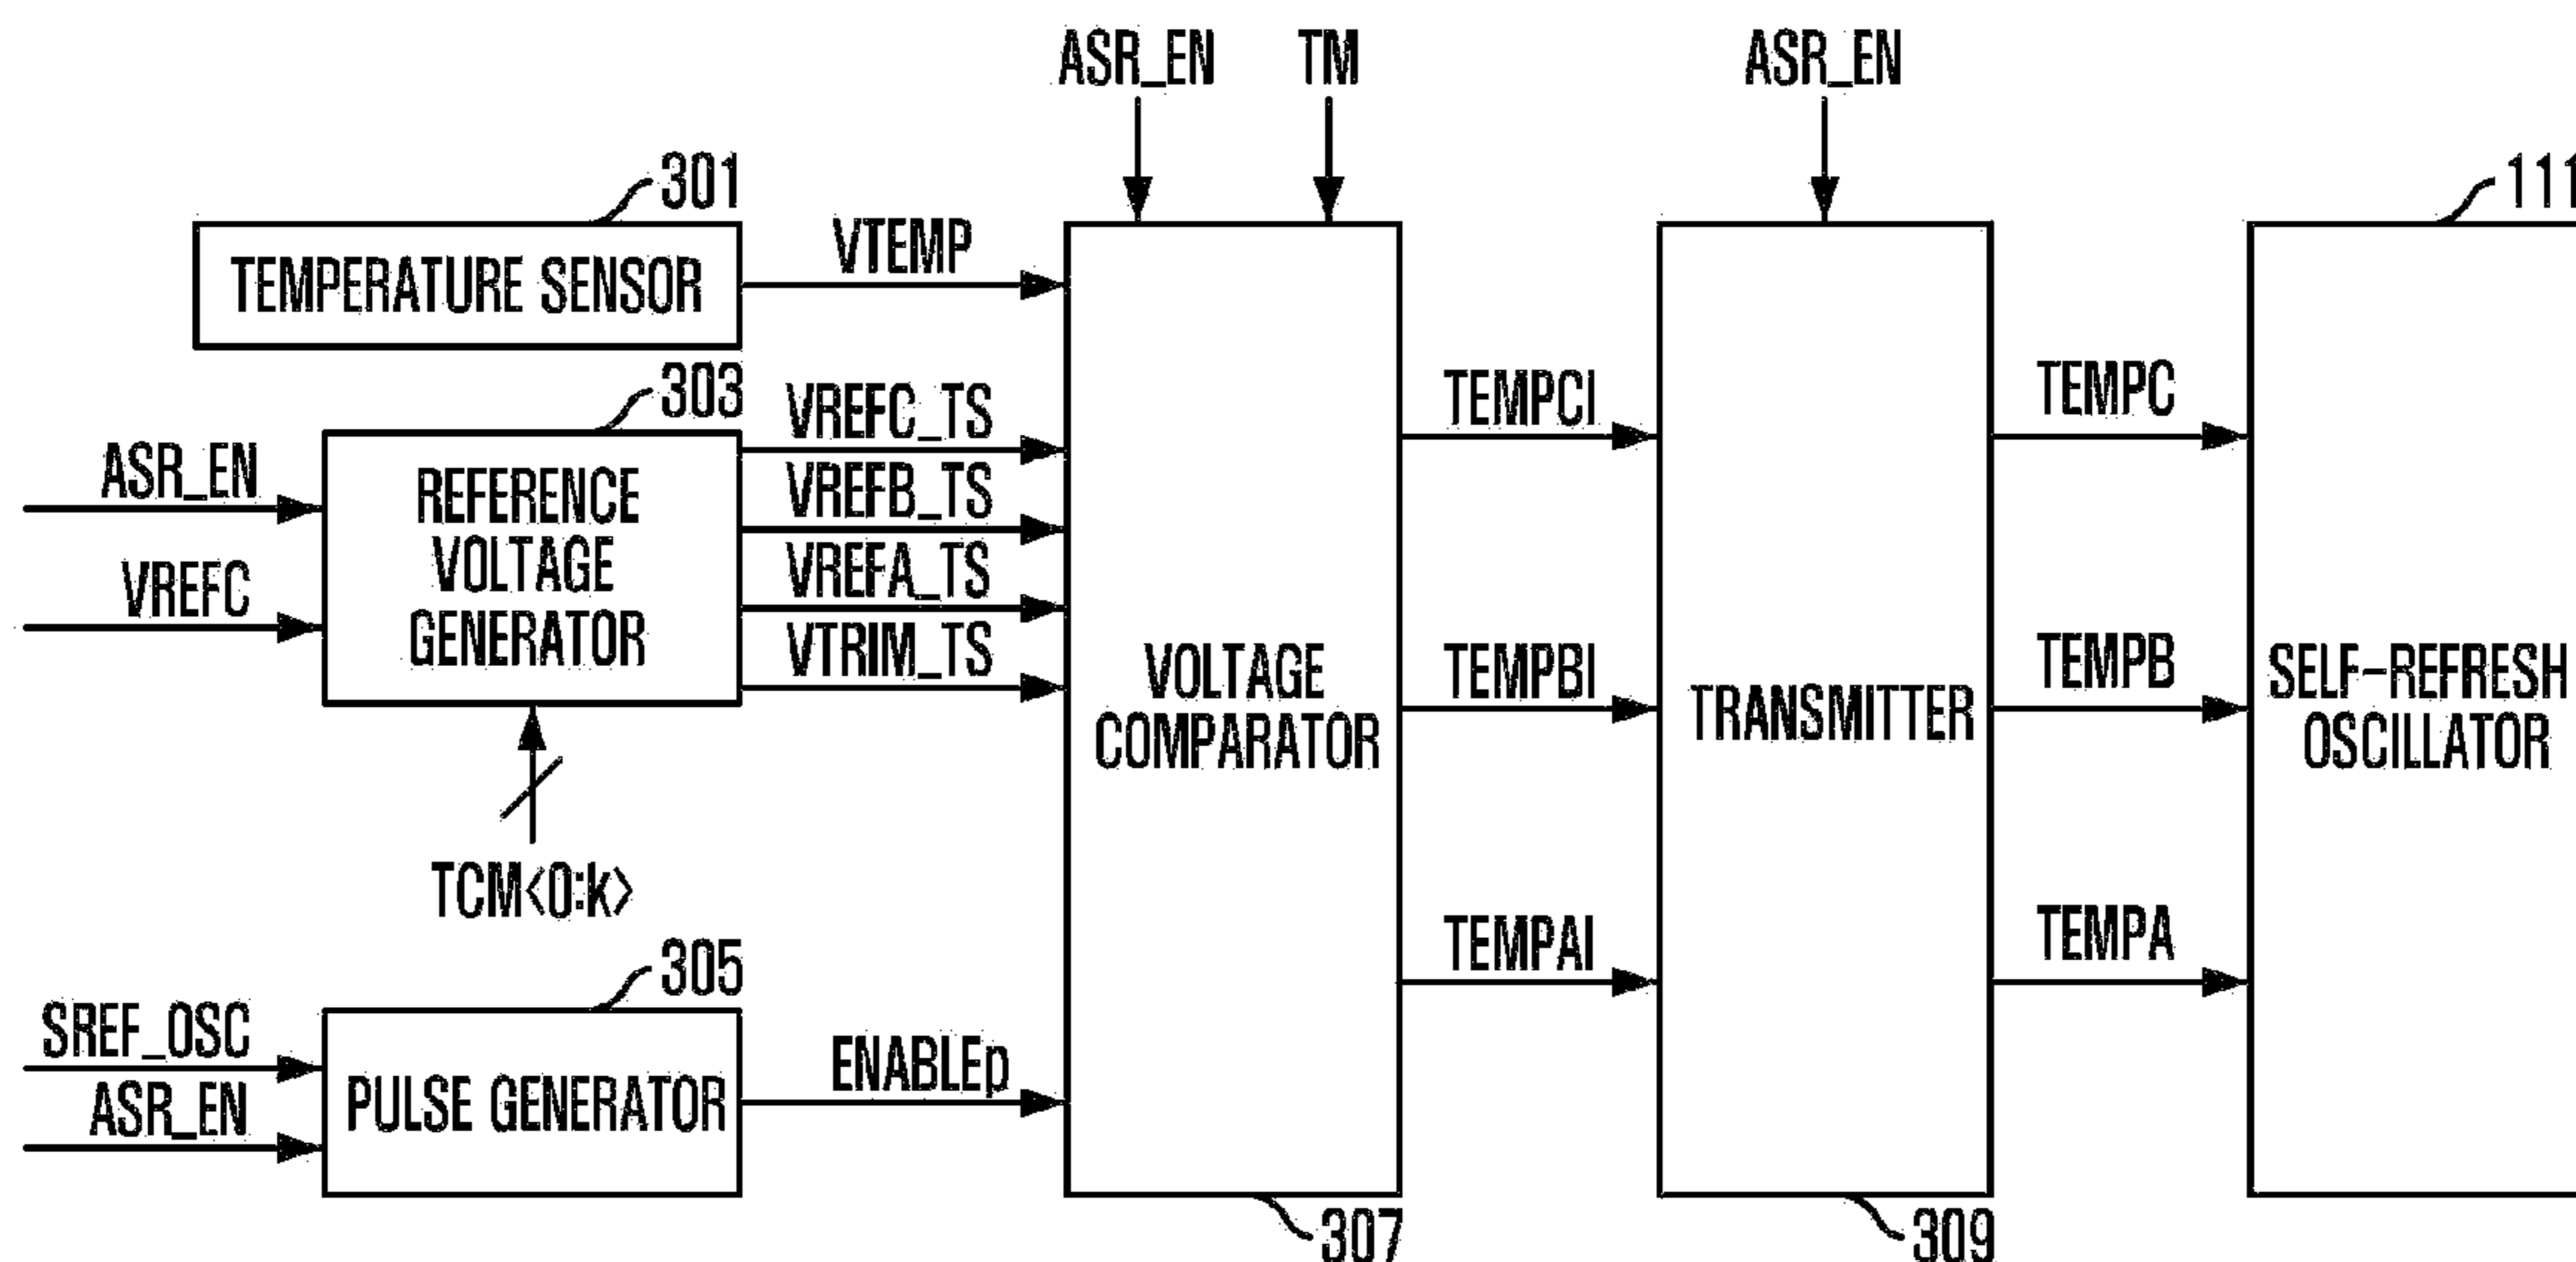 ASR_EN TM ASR_EN
301 111
TEMPERATURE SENSOR VTEMP
303
ASR_EN
VREFC
REFERENCE
VOLTAGE
GENERATOR
VREFC_TS
VREFB_TS
VREFA_TS
VTRIM_TS
TCM<0:k>
305
SREF_OSC
ASR_EN
PULSE GENERATOR
ENABLEp
VOLTAGE
COMPARATOR
307
TEMPCI
TEMPBI
TEMPAI
TRANSMITTER
309
TEMPC
TEMPB
TEMPA
SELF-REFRESH
OSCILLATOR